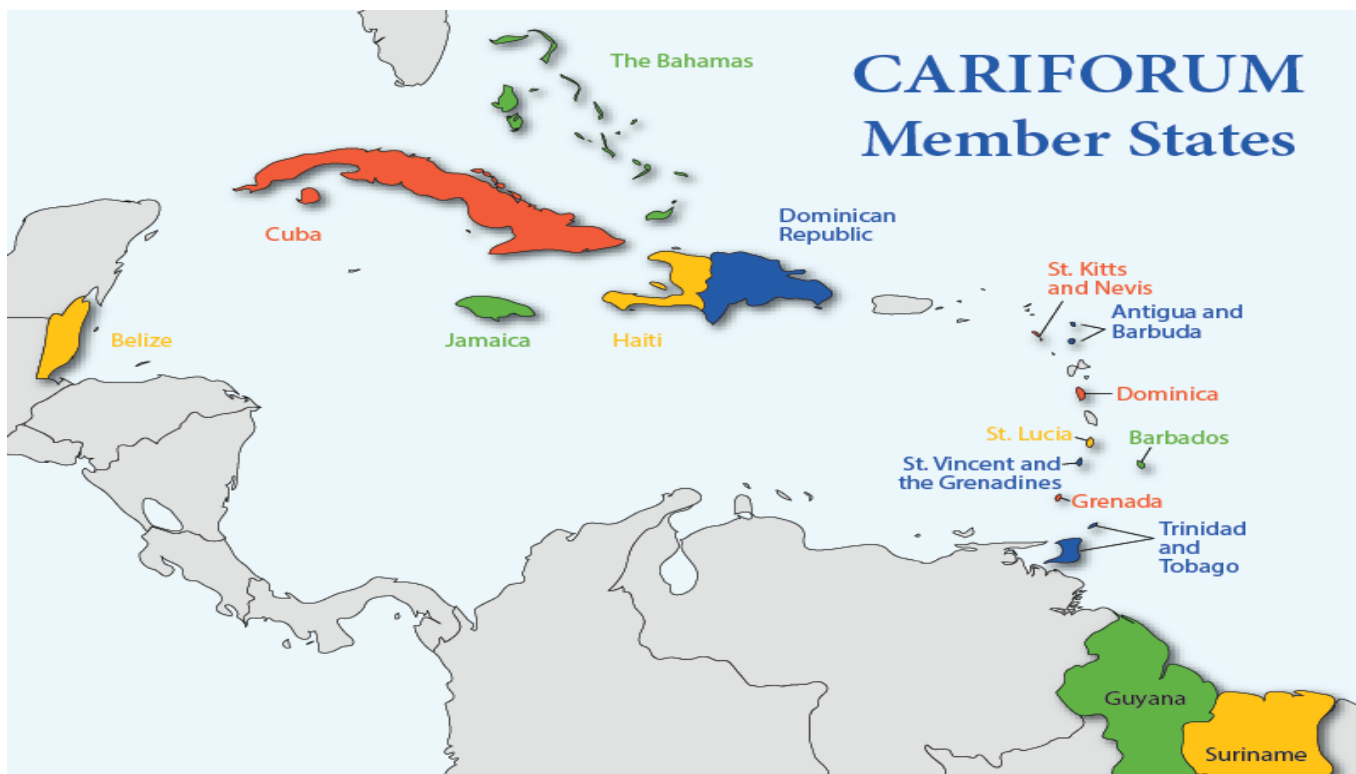 The Bahamas
CARIFORUM
Member States
Cuba
Dominican
Republic
St. Kitts
and Nevis
Antigua and
Barbuda
Belize
Jamaica
Haiti
Dominica
St. Lucia
Barbados
St. Vincent and
the Grenadines
Grenada
Trinidad
and
Tobago
Guyana
Suriname